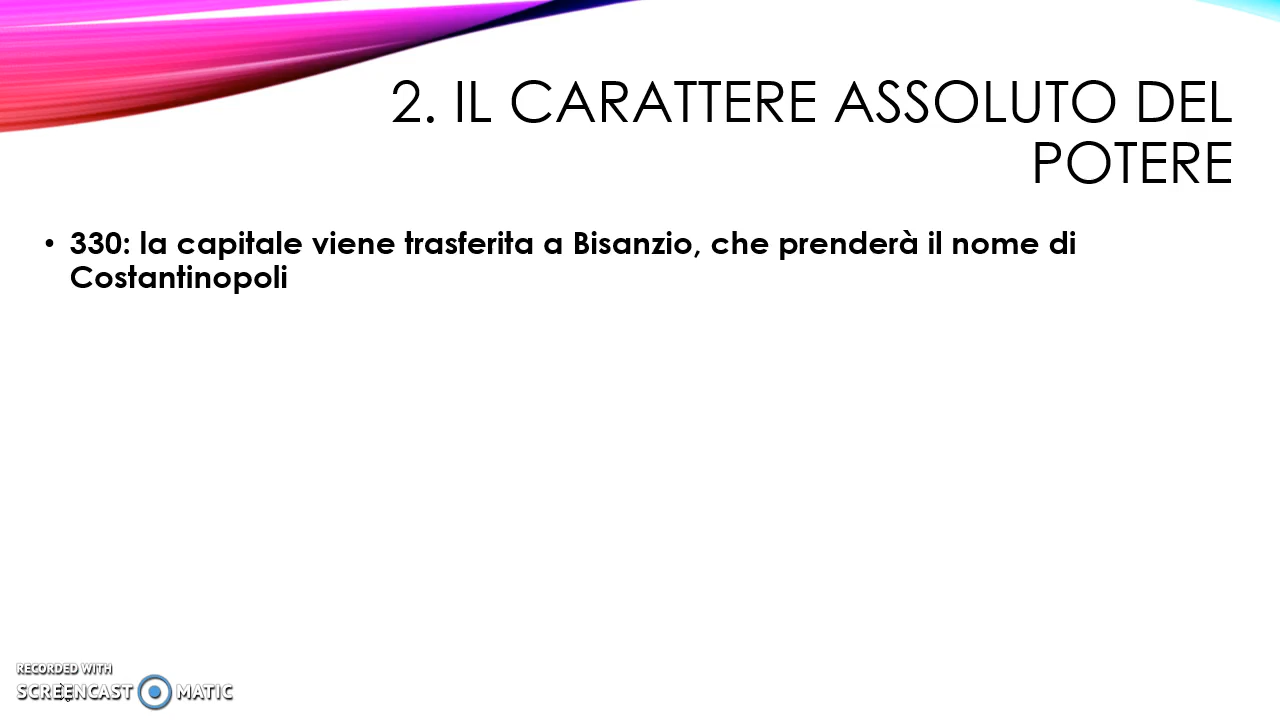 2. IL CARATTERE ASSOLUTO DEL
POTERE
• 330: la capitale viene trasferita a Bisanzio, che prenderà il nome di
Costantinopoli
RECORDED WITH
SCREENCAST MATIC